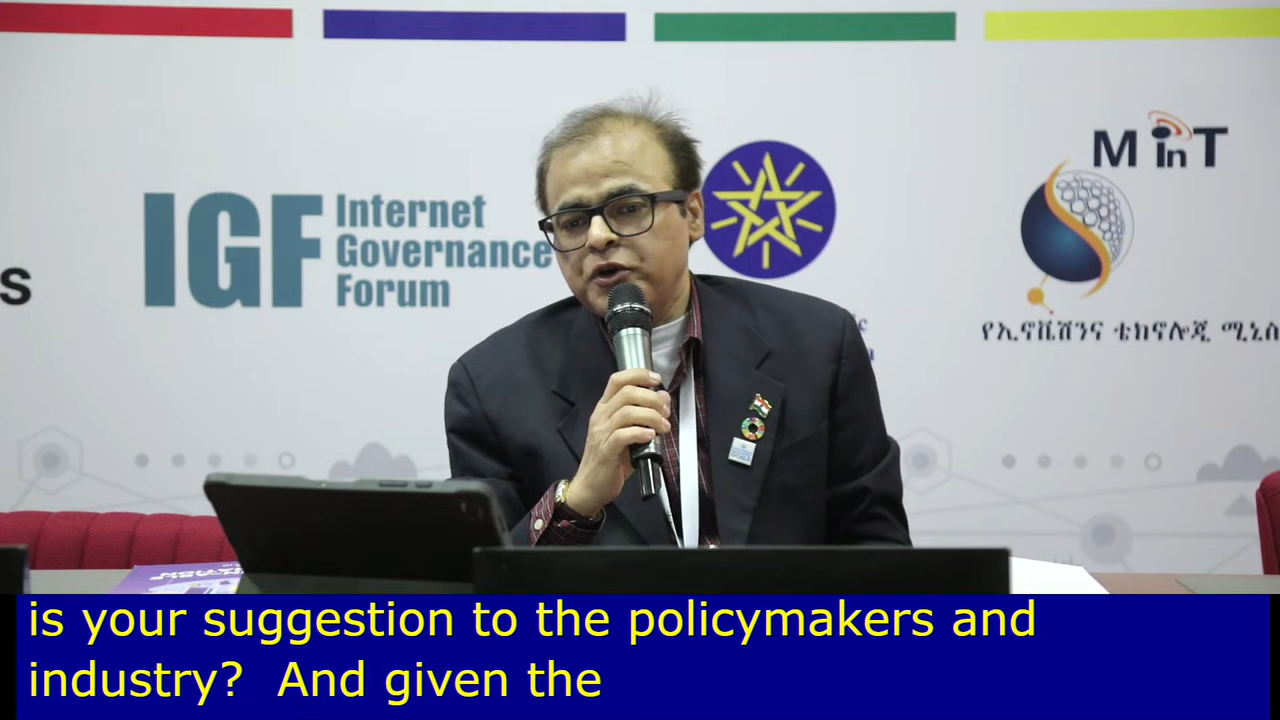 s
IGF
Internet
Governance
Forum
M in T
የኢኖቬሽንና ቴክኖሎጂ ሚኒስ
is your suggestion to the policymakers and
industry?  And given the